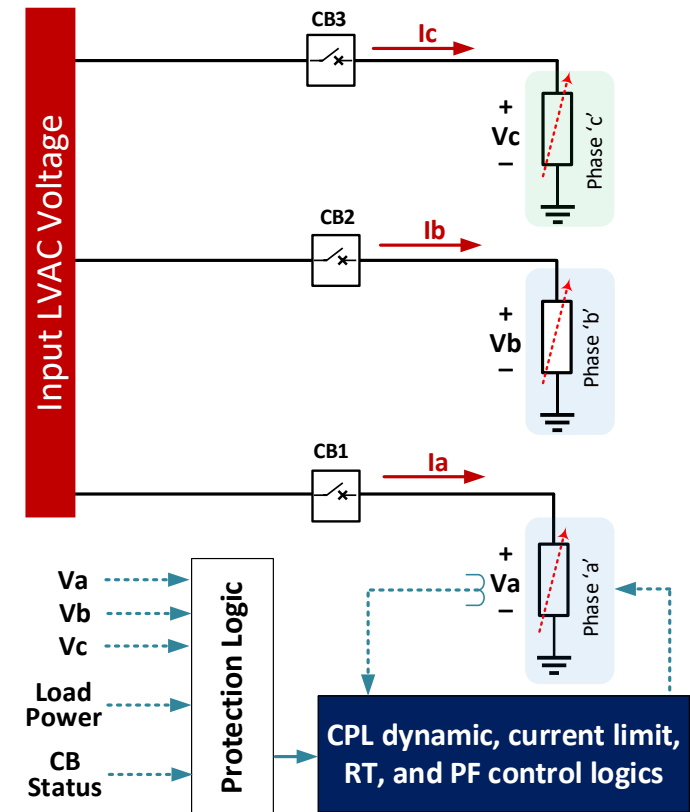 Input LVAC Voltage
CB3
Ic
+
Vc
−
Phase 'c'
CB2
Ib
+
Vb
−
Phase 'b'
CB1
Ia
+
Va
−
Phase 'a'
Va
Vb
Vc
Load
Power
CB
Status
Protection Logic
CPL dynamic, current limit,
RT, and PF control logics